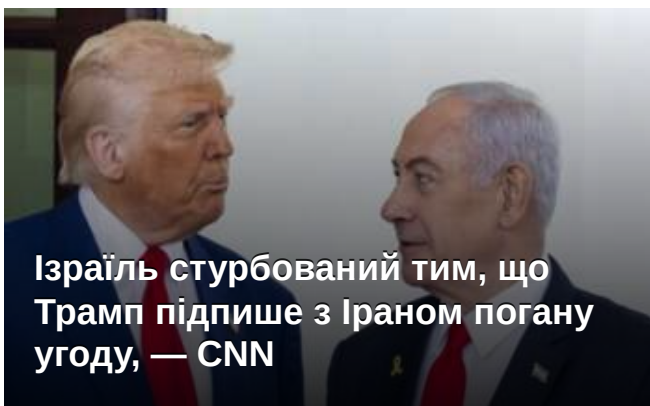 Ізраїль стурбований тим, що
Трамп підпише з Іраном погану
угоду, — CNN